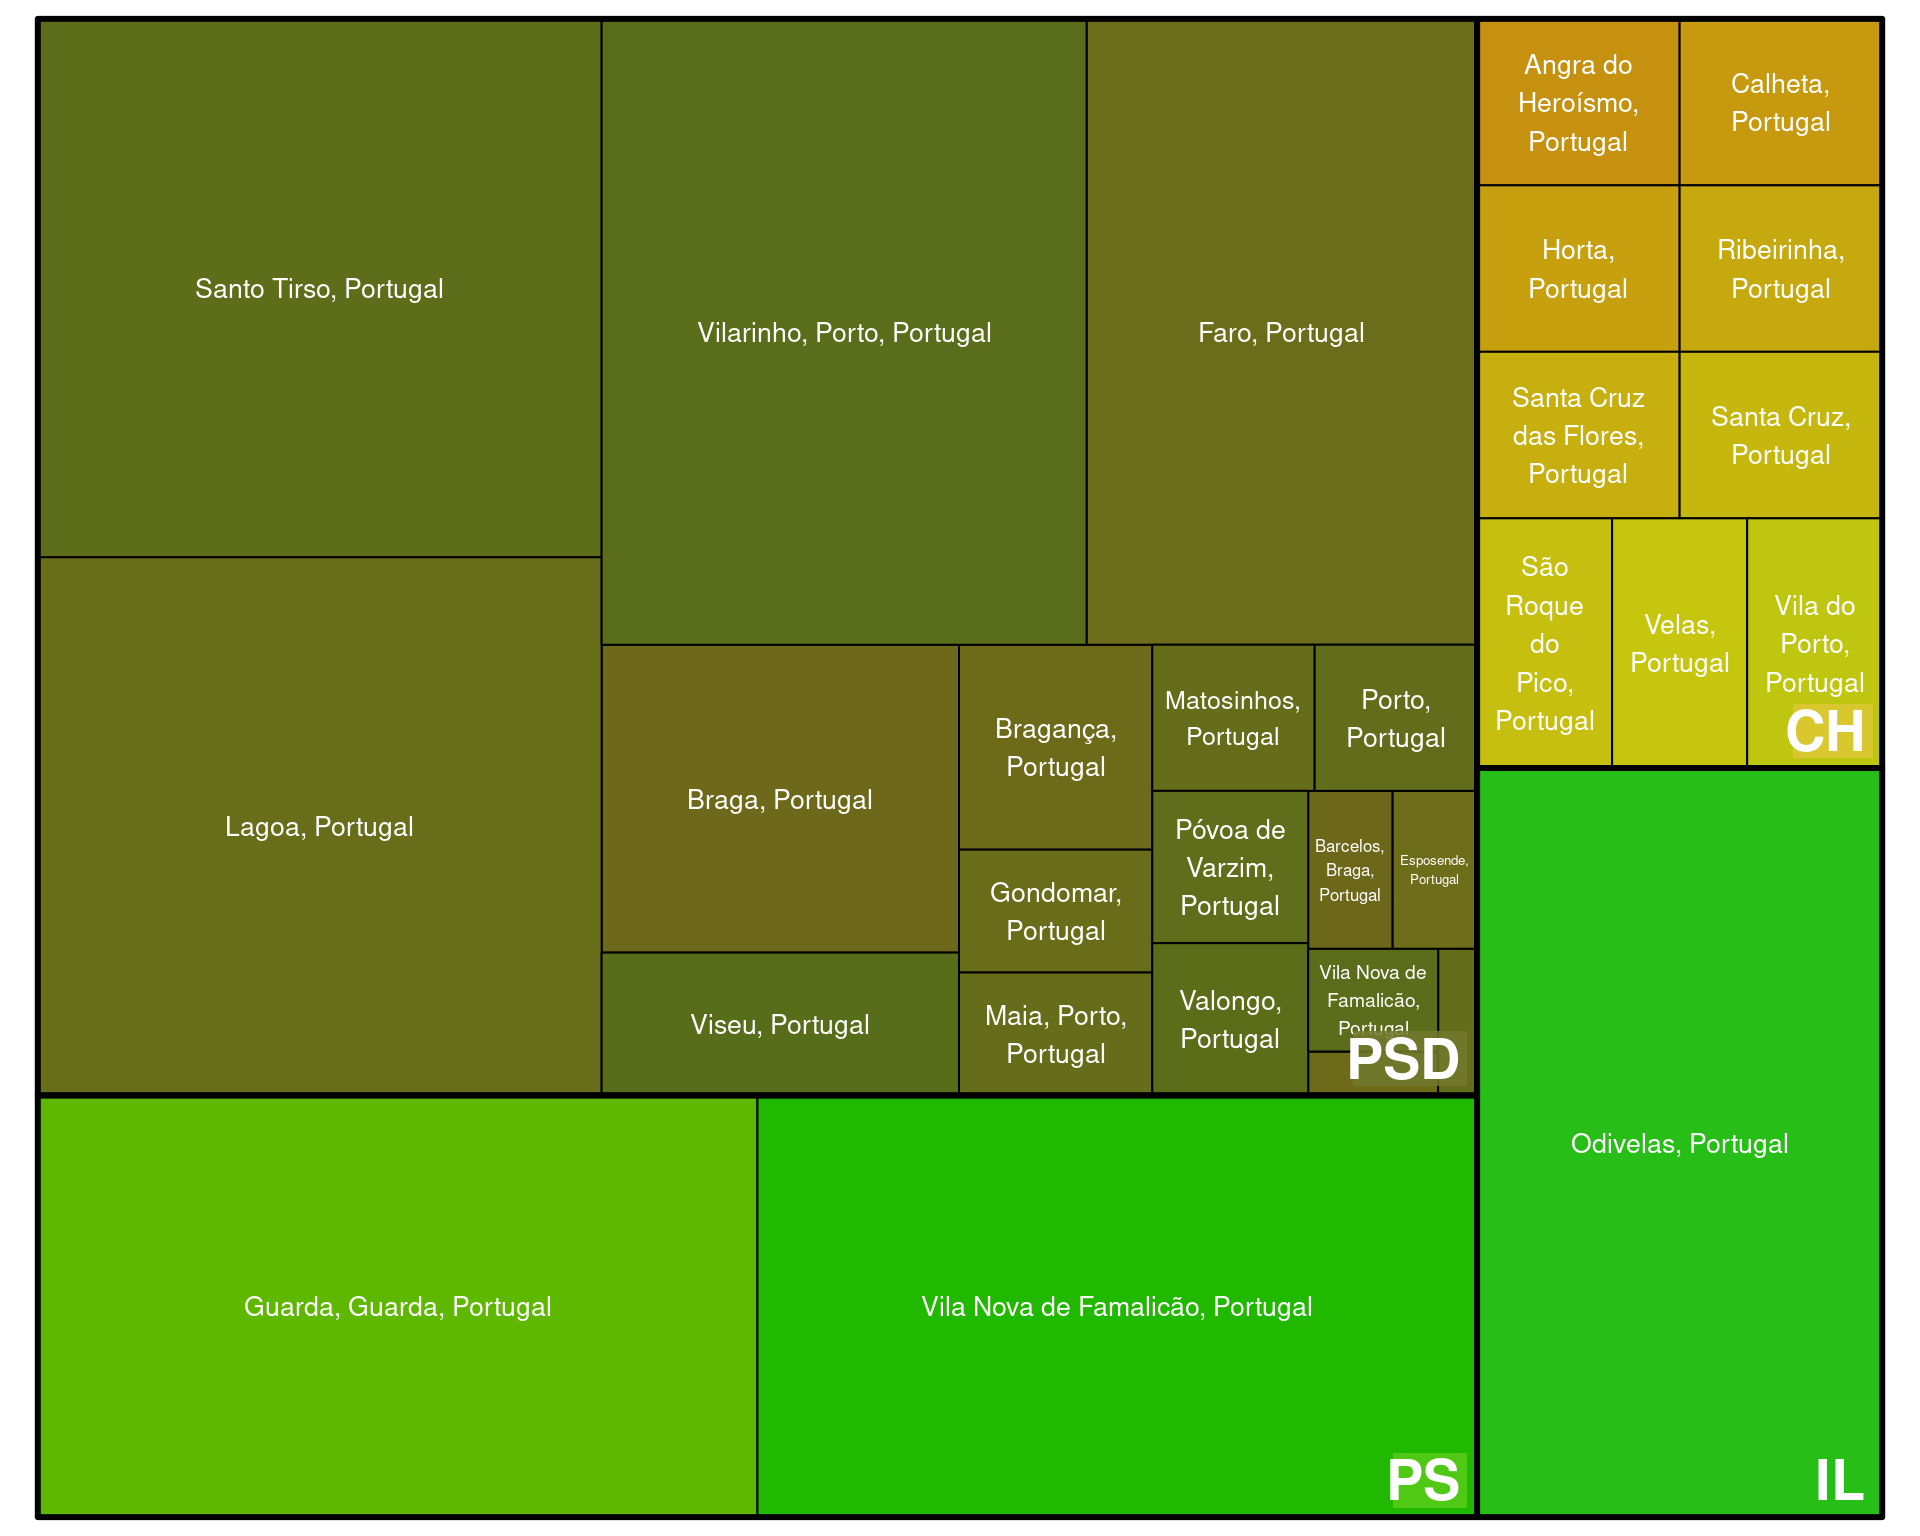 Santo Tirso, Portugal
Vilarinho, Porto, Portugal
Faro, Portugal
Lagoa, Portugal
Braga, Portugal
Viseu, Portugal
Bragança,
Portugal
Gondomar,
Portugal
Maia, Porto,
Portugal
Matosinhos,
Portugal
Porto,
Portugal
Póvoa de
Varzim,
Portugal
Valongo,
Portugal
Barcelos,
Braga,
Portugal
Esposende,
Portugal
Vila Nova de
Famalicão,
Portugal
PSD
Guarda, Guarda, Portugal
Vila Nova de Famalicão, Portugal
PS
Angra do
Heroísmo,
Portugal
Calheta,
Portugal
Horta,
Portugal
Ribeirinha,
Portugal
Santa Cruz
das Flores,
Portugal
Santa Cruz,
Portugal
São
Roque
do
Pico,
Portugal
Velas,
Portugal
Vila do
Porto,
Portugal
CH
Odivelas, Portugal
IL